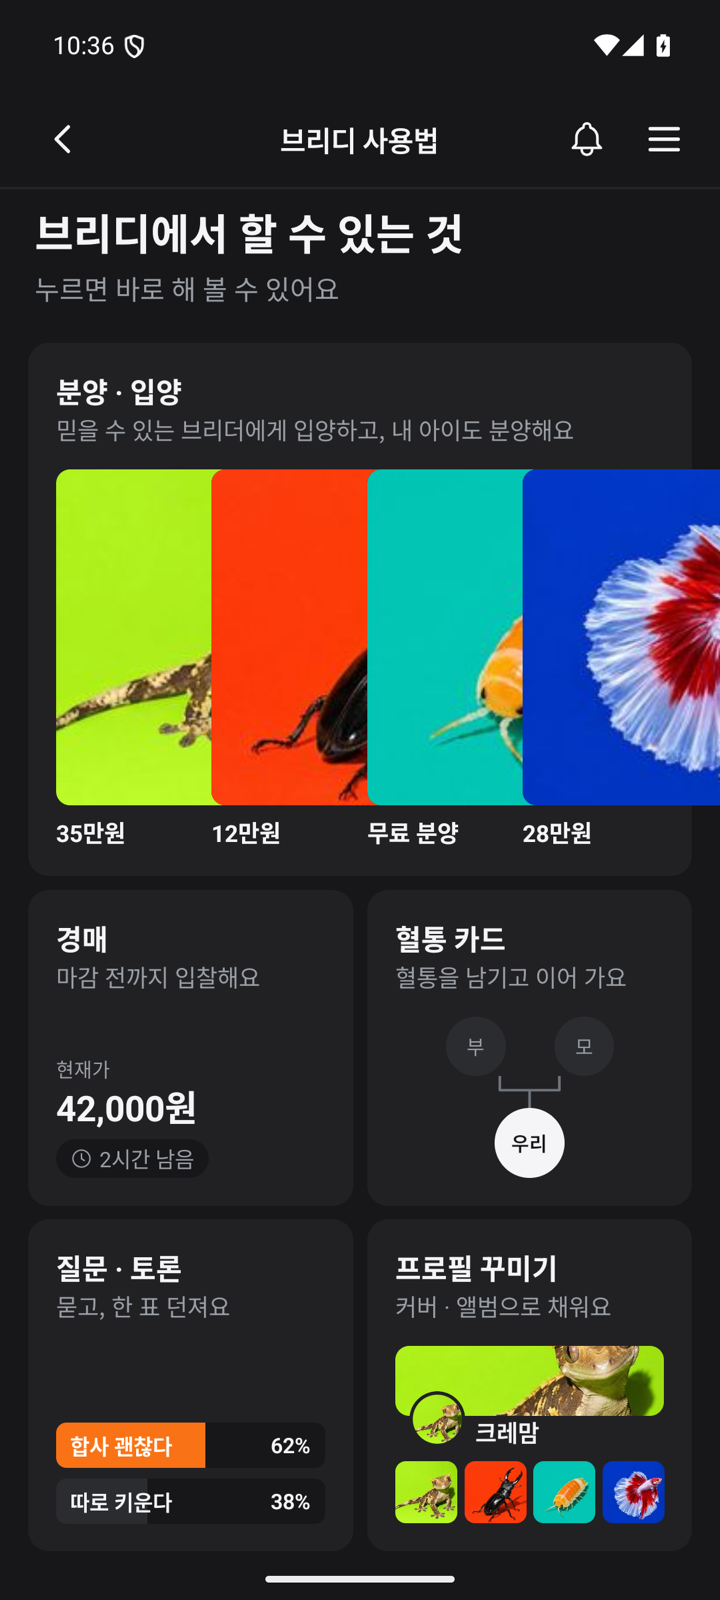 10:36
브리디 사용법
브리디에서 할 수 있는 것
누르면 바로 해 볼 수 있어요
분양 · 입양
믿을 수 있는 브리더에게 입양하고, 내 아이도 분양해요
35만원 12만원 무료 분양 28만원
경매
마감 전까지 입찰해요
현재가
42,000원
2시간 남음
혈통 카드
혈통을 남기고 이어 가요
부 모
우리
질문 · 토론
묻고, 한 표 던져요
합사 괜찮다 62%
따로 키운다 38%
프로필 꾸미기
커버 · 앨범으로 채워요
크레맘